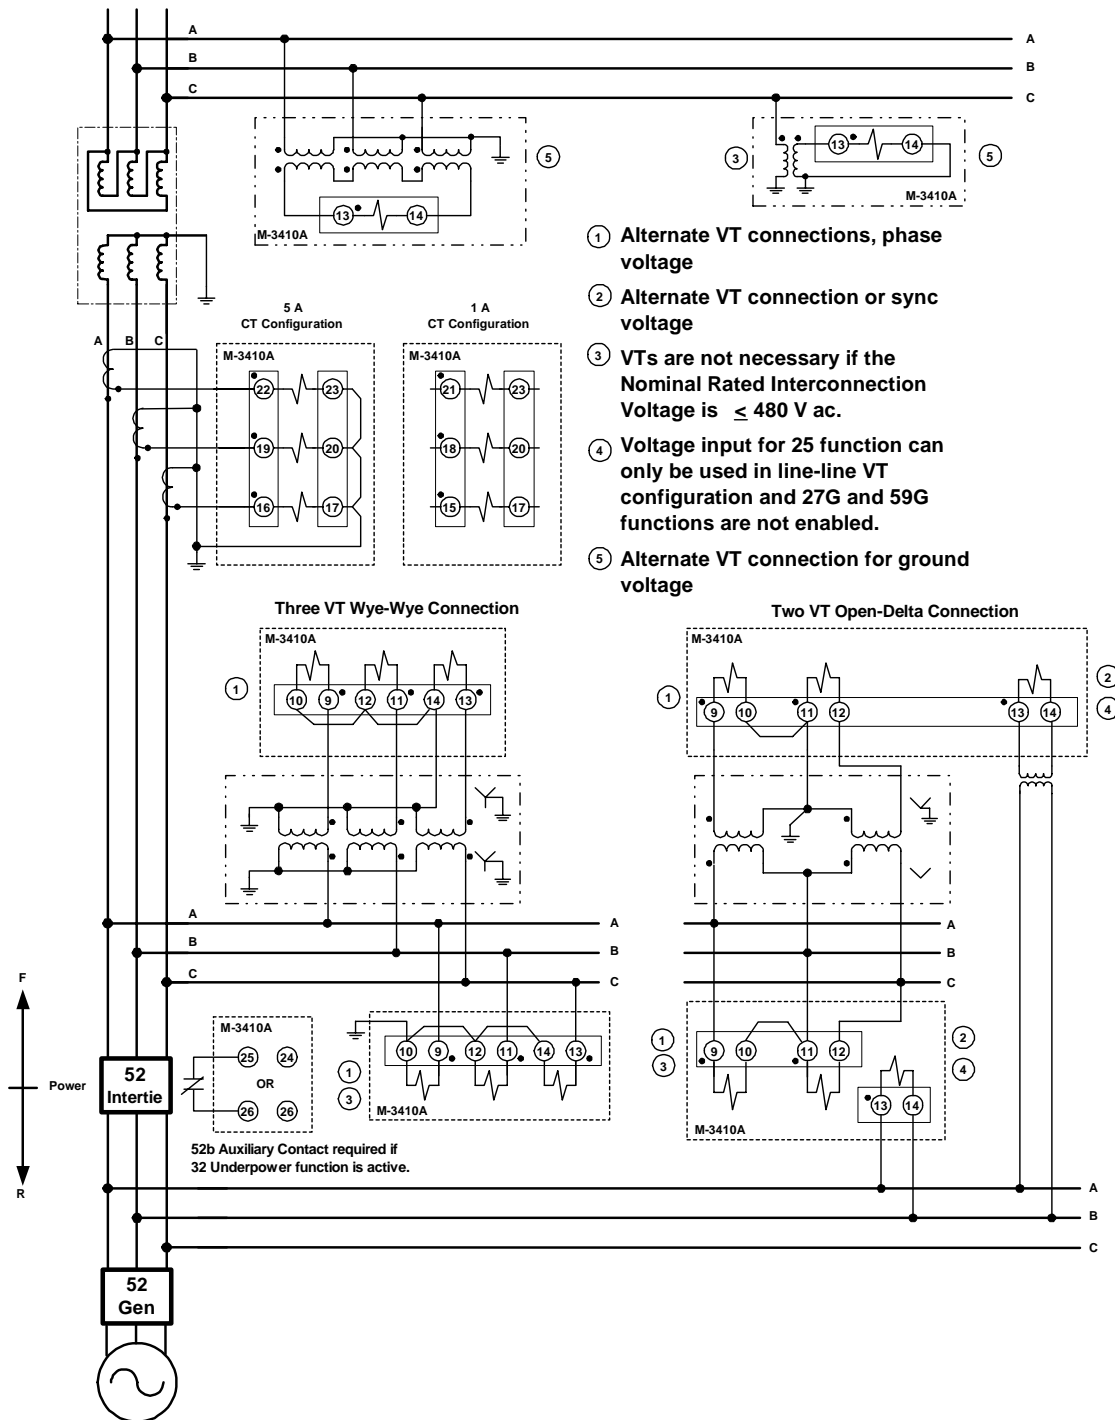 A
A
B
B
C
C
5
3
13
14
5
M-3410A
13
14
M-3410A
1 Alternate VT connections, phase
voltage
2 Alternate VT connection or sync
voltage
3 VTs are not necessary if the
Nominal Rated Interconnection
Voltage is ≤ 480 V ac.
4 Voltage input for 25 function can
only be used in line-line VT
configuration and 27G and 59G
functions are not enabled.
5 Alternate VT connection for ground
voltage
5 A
CT Configuration
1 A
CT Configuration
A B C
M-3410A
22 23
19 20
16 17
M-3410A
21 23
18 20
15 17
Three VT Wye-Wye Connection
M-3410A
1
10 9 12 11 14 13
Two VT Open-Delta Connection
M-3410A
1
2
4
9 10 11 12 13 14
A
A
A
B
B
B
C
C
C
F
Power
R
52
Intertie
M-3410A
25 24
OR
26 26
52b Auxiliary Contact required if
32 Underpower function is active.
1
3
10 9 12 11 14 13
M-3410A
1
3
9 10 11 12
2
4
13 14
M-3410A
A
B
C
52
Gen